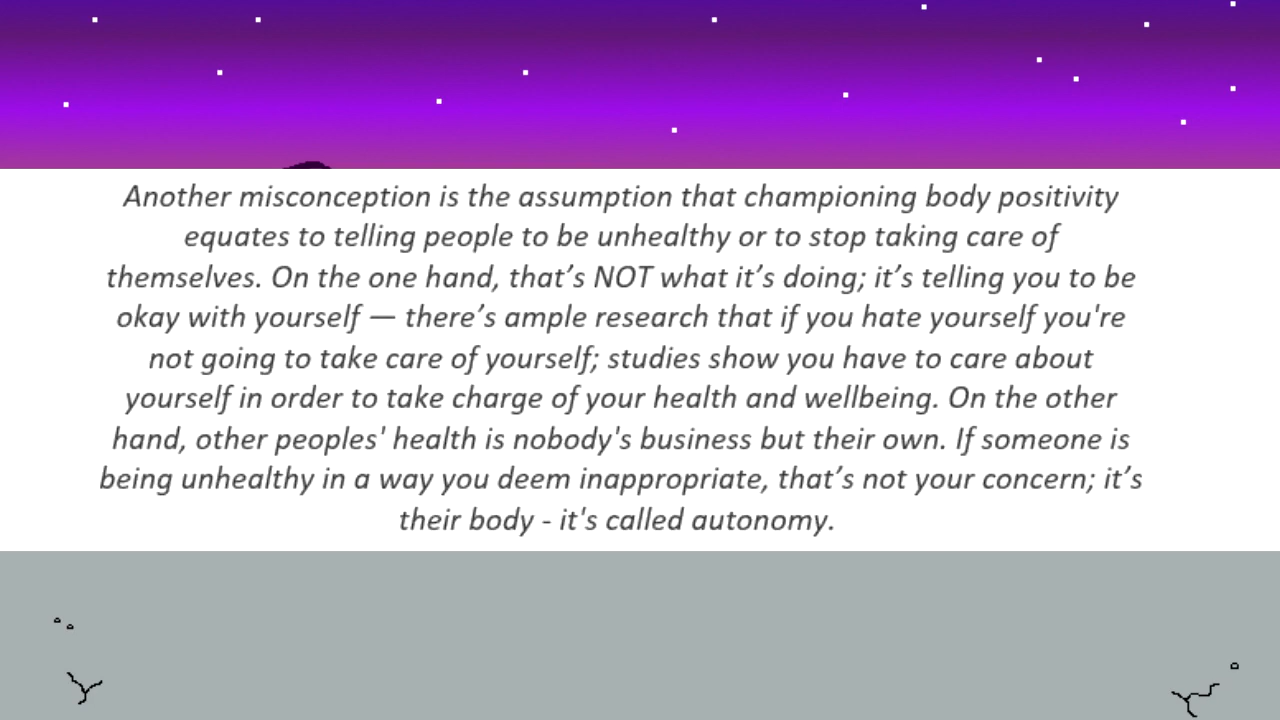 Another misconception is the assumption that championing body positivity
equates to telling people to be unhealthy or to stop taking care of
themselves. On the one hand, that’s NOT what it’s doing; it’s telling you to be
okay with yourself — there’s ample research that if you hate yourself you're
not going to take care of yourself; studies show you have to care about
yourself in order to take charge of your health and wellbeing. On the other
hand, other peoples' health is nobody's business but their own. If someone is
being unhealthy in a way you deem inappropriate, that’s not your concern; it’s
their body - it's called autonomy.